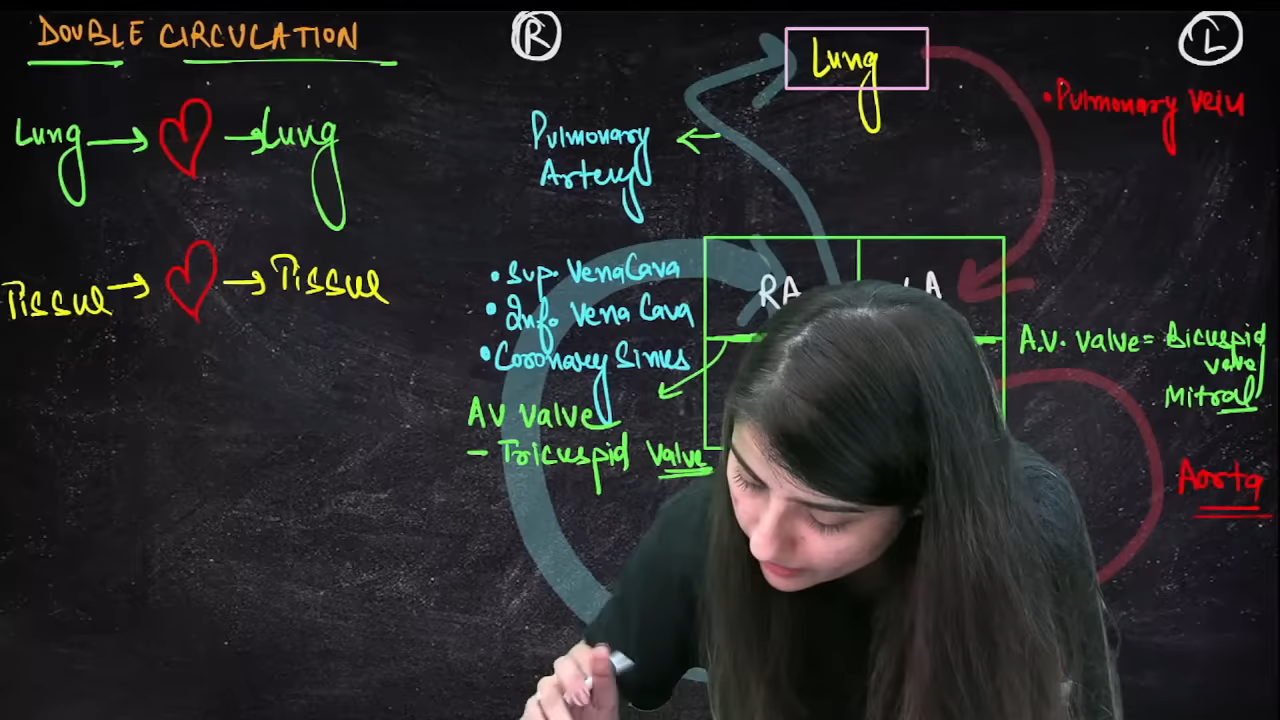 DOUBLE CIRCULATION
R
Lung
L
Lung → → Lung
Pulmonary
Artery
• Pulmonary vein
Tissue → → Tissue
• Sup. Vena Cava
• Inf. Vena Cava
• Coronary Sinus
RA
A.V. valve = Bicuspid
valve
Mitral
AV valve
- Tricuspid valve
Aorta